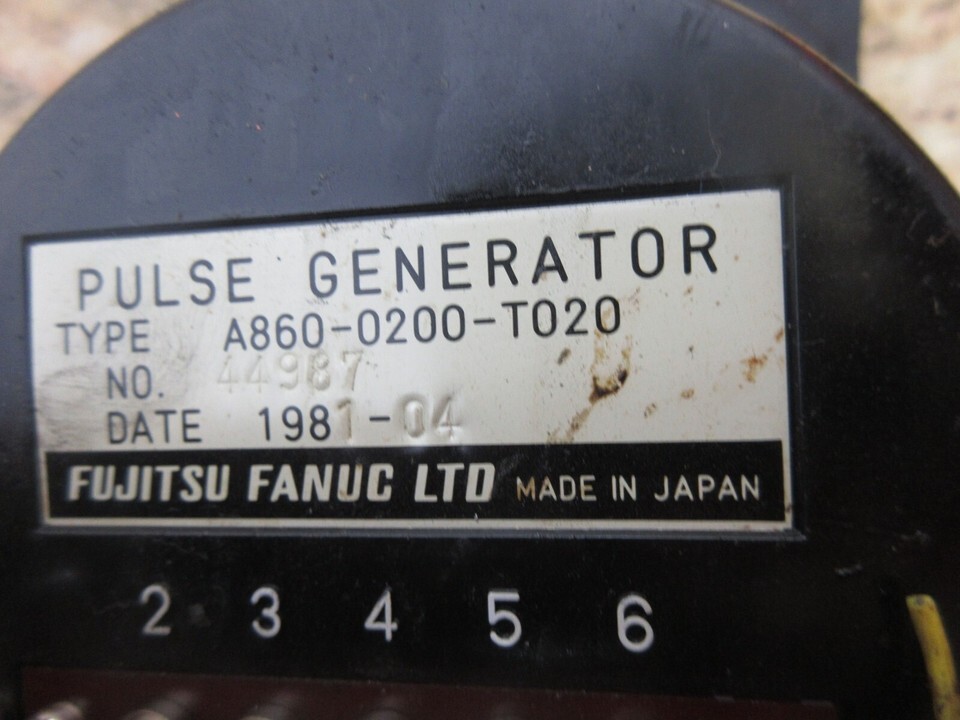 PULSE GENERATOR
TYPE A860-0200-T020
NO. 44987
DATE 1981-04
FUJITSU FANUC LTD MADE IN JAPAN
2 3 4 5 6